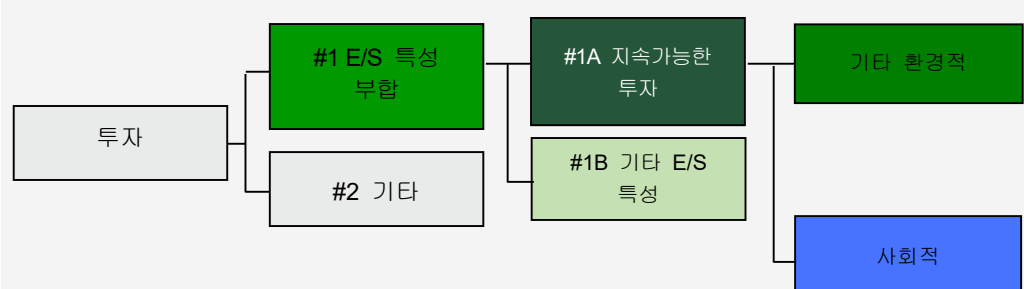 #1 E/S 특성
부합
#1A 지속가능한
투자
기타 환경적
투자
#1B 기타 E/S
특성
#2 기타
사회적